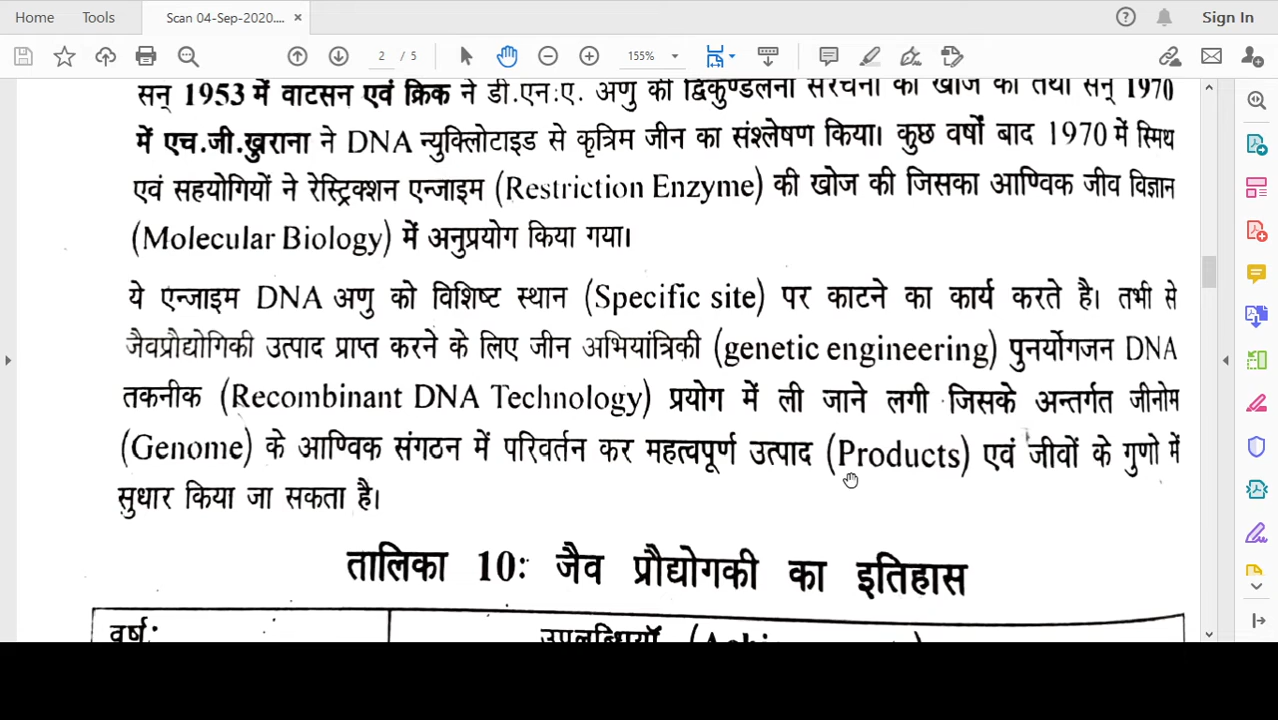 Home Tools Scan 04-Sep-2020.... × Sign In
2 / 5 155%
सन् 1953 में वाटसन एवं क्रिक ने डी.एन.ए. अणु की द्विकुण्डलनी संरचना की खोज की तथा सन् 1970
में एच.जी.खुराना ने DNA न्युक्लिोटाइड से कृत्रिम जीन का संश्लेषण किया। कुछ वर्षों बाद 1970 में स्मिथ
एवं सहयोगियों ने रेस्ट्रिक्शन एन्जाइम (Restriction Enzyme) की खोज की जिसका आण्विक जीव विज्ञान
(Molecular Biology) में अनुप्रयोग किया गया।
ये एन्जाइम DNA अणु को विशिष्ट स्थान (Specific site) पर काटने का कार्य करते है। तभी से
जैवप्रौद्योगिकी उत्पाद प्राप्त करने के लिए जीन अभियांत्रिकी (genetic engineering) पुनर्योगजन DNA
तकनीक (Recombinant DNA Technology) प्रयोग में ली जाने लगी जिसके अन्तर्गत जीनोम
(Genome) के आण्विक संगठन में परिवर्तन कर महत्वपूर्ण उत्पाद (Products) एवं जीवों के गुणो में
सुधार किया जा सकता है।
तालिका 10: जैव प्रौद्योगकी का इतिहास
वर्ष: उपलब्धियाँ